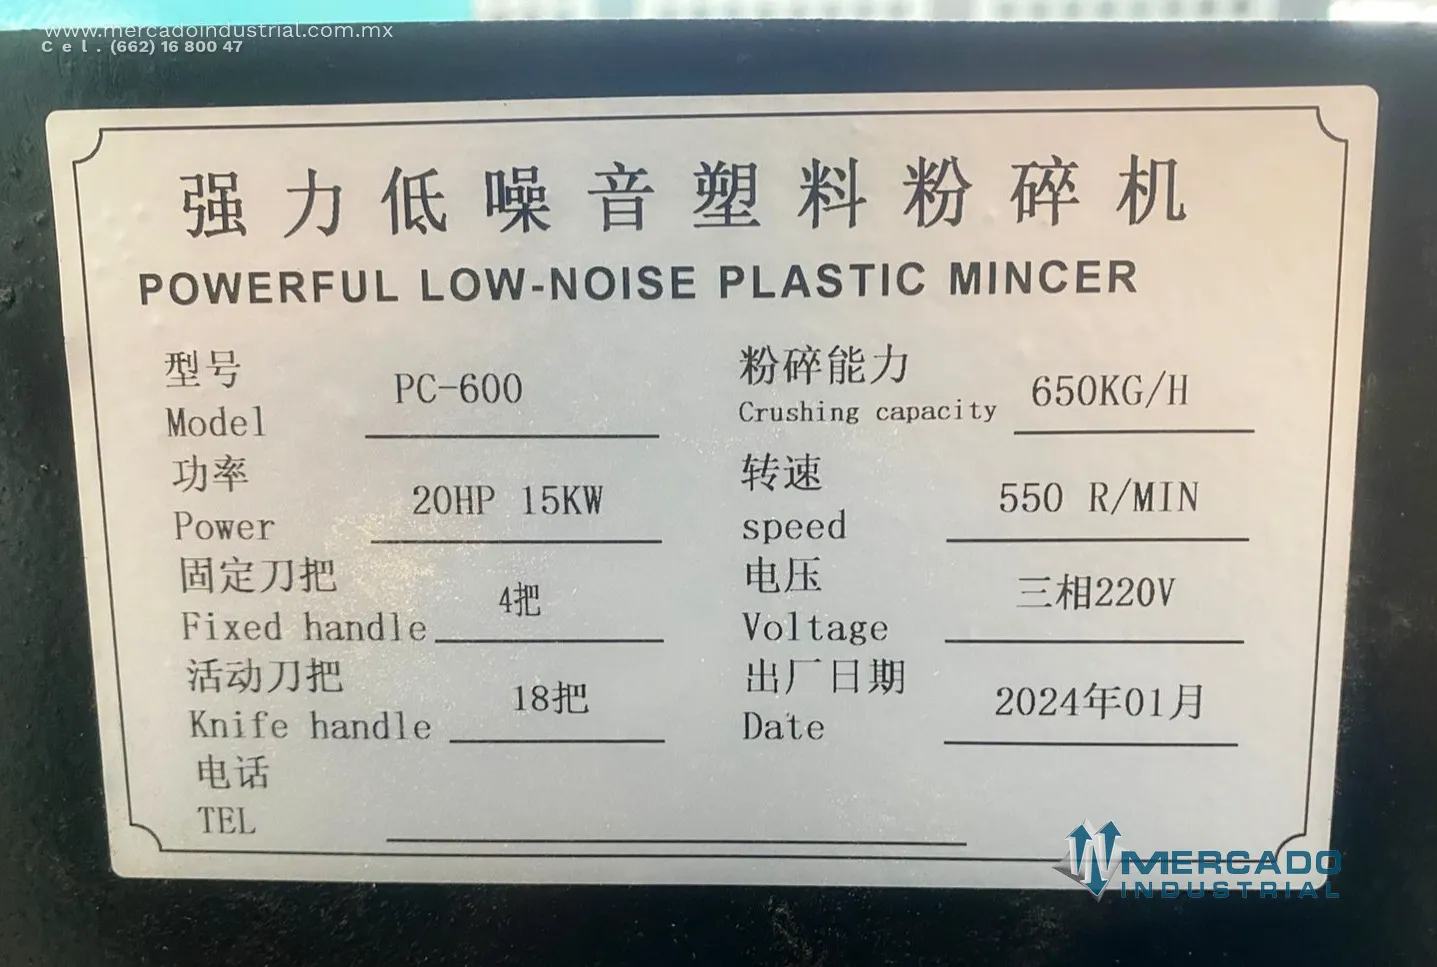 www.mercadoindustrial.com.mx
Cel. (662) 16 800 47
强力低噪音塑料粉碎机
POWERFUL LOW-NOISE PLASTIC MINCER
型号
Model PC-600
粉碎能力
Crushing capacity 650KG/H
功率
Power 20HP 15KW
转速
speed 550 R/MIN
固定刀把
Fixed handle 4把
电压
Voltage 三相220V
活动刀把
Knife handle 18把
出厂日期
Date 2024年01月
电话
TEL
MERCADO
INDUSTRIAL